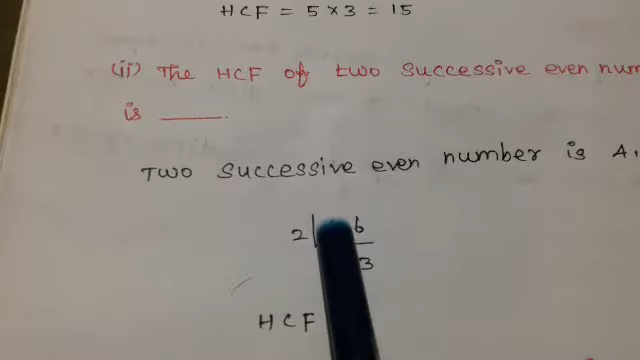 HCF = 5 × 3 = 15
(ii) The HCF of two successive even num
is ______.
Two successive even number is
2 | 6
3
HCF